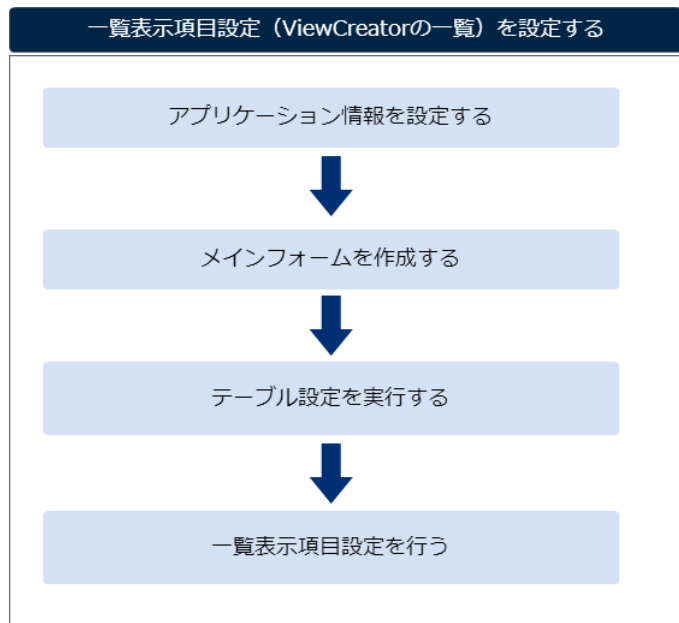 一覧表示項目設定（ViewCreatorの一覧）を設定する
アプリケーション情報を設定する
メインフォームを作成する
テーブル設定を実行する
一覧表示項目設定を行う